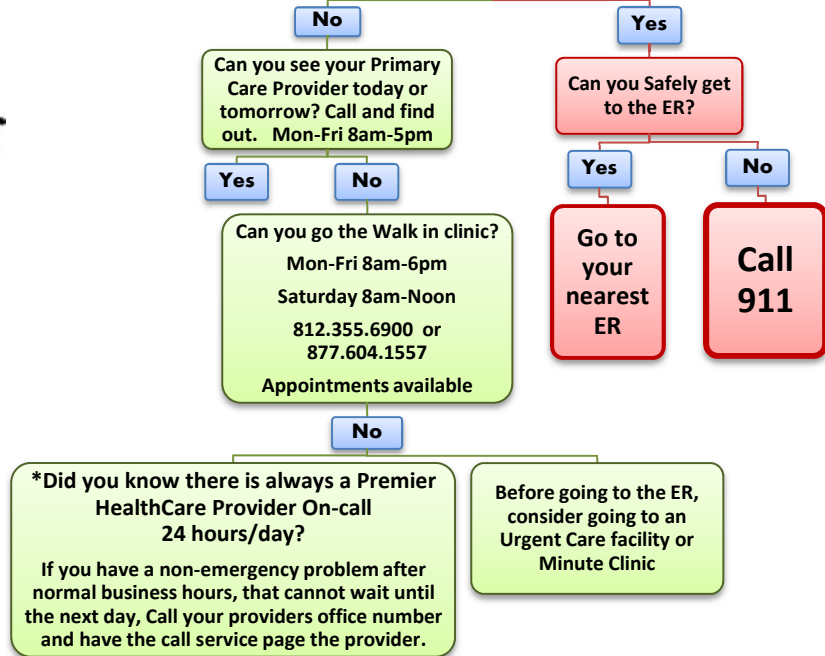 No
Yes
Can you see your Primary
Care Provider today or
tomorrow? Call and find
out. Mon-Fri 8am-5pm
Can you Safely get
to the ER?
Yes
No
Yes
No
Can you go the Walk in clinic?
Mon-Fri 8am-6pm
Saturday 8am-Noon
812.355.6900 or
877.604.1557
Appointments available
Go to
your
nearest
ER
Call
911
No
*Did you know there is always a Premier
HealthCare Provider On-call
24 hours/day?
If you have a non-emergency problem after
normal business hours, that cannot wait until
the next day, Call your providers office number
and have the call service page the provider.
Before going to the ER,
consider going to an
Urgent Care facility or
Minute Clinic